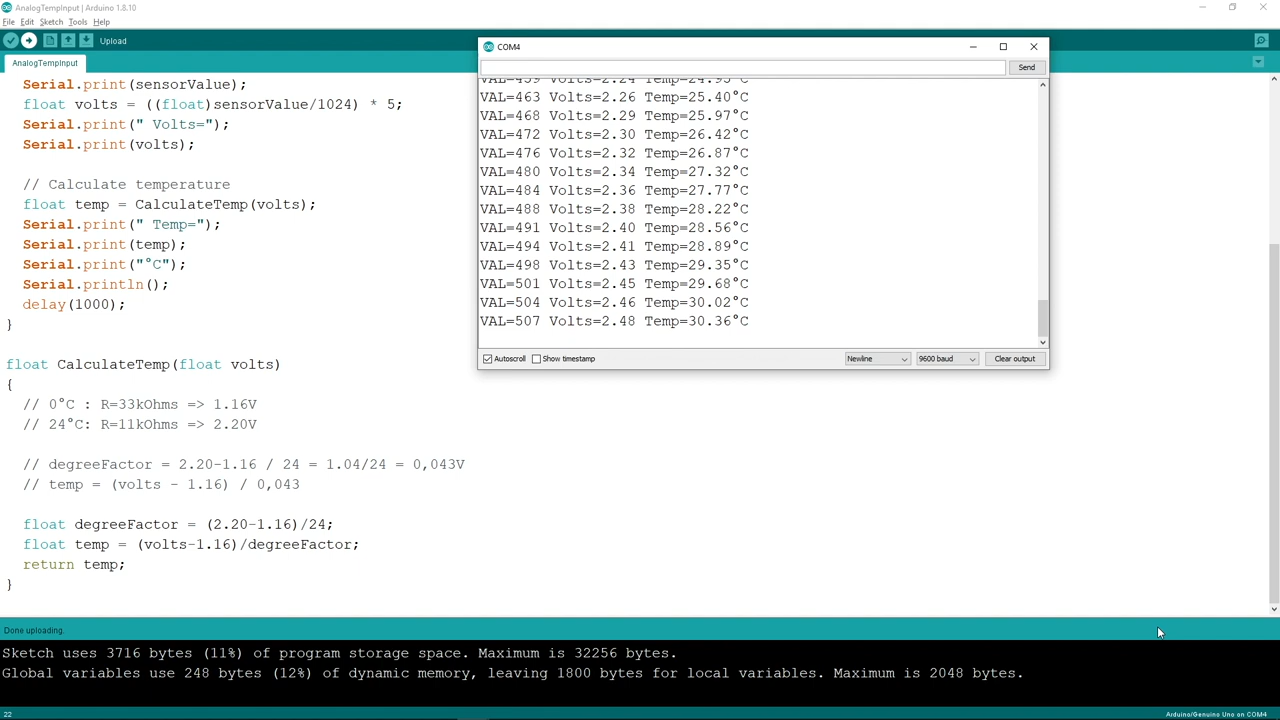 AnalogTempInput | Arduino 1.8.10
File Edit Sketch Tools Help
Upload
AnalogTempInput
Serial.print(sensorValue);
float volts = ((float)sensorValue/1024) * 5;
Serial.print(" Volts=");
Serial.print(volts);
// Calculate temperature
float temp = CalculateTemp(volts);
Serial.print(" Temp=");
Serial.print(temp);
Serial.print("°C");
Serial.println();
delay(1000);
}
float CalculateTemp(float volts)
{
// 0°C : R=33kOhms => 1.16V
// 24°C: R=11kOhms => 2.20V
// degreeFactor = 2.20-1.16 / 24 = 1.04/24 = 0,043V
// temp = (volts - 1.16) / 0,043
float degreeFactor = (2.20-1.16)/24;
float temp = (volts-1.16)/degreeFactor;
return temp;
}
COM4
Send
VAL=459 Volts=2.24 Temp=24.95°C
VAL=463 Volts=2.26 Temp=25.40°C
VAL=468 Volts=2.29 Temp=25.97°C
VAL=472 Volts=2.30 Temp=26.42°C
VAL=476 Volts=2.32 Temp=26.87°C
VAL=480 Volts=2.34 Temp=27.32°C
VAL=484 Volts=2.36 Temp=27.77°C
VAL=488 Volts=2.38 Temp=28.22°C
VAL=491 Volts=2.40 Temp=28.56°C
VAL=494 Volts=2.41 Temp=28.89°C
VAL=498 Volts=2.43 Temp=29.35°C
VAL=501 Volts=2.45 Temp=29.68°C
VAL=504 Volts=2.46 Temp=30.02°C
VAL=507 Volts=2.48 Temp=30.36°C
Autoscroll Show timestamp Newline 9600 baud Clear output
Done uploading.
Sketch uses 3716 bytes (11%) of program storage space. Maximum is 32256 bytes.
Global variables use 248 bytes (12%) of dynamic memory, leaving 1800 bytes for local variables. Maximum is 2048 bytes.
22 Arduino/Genuino Uno on COM4